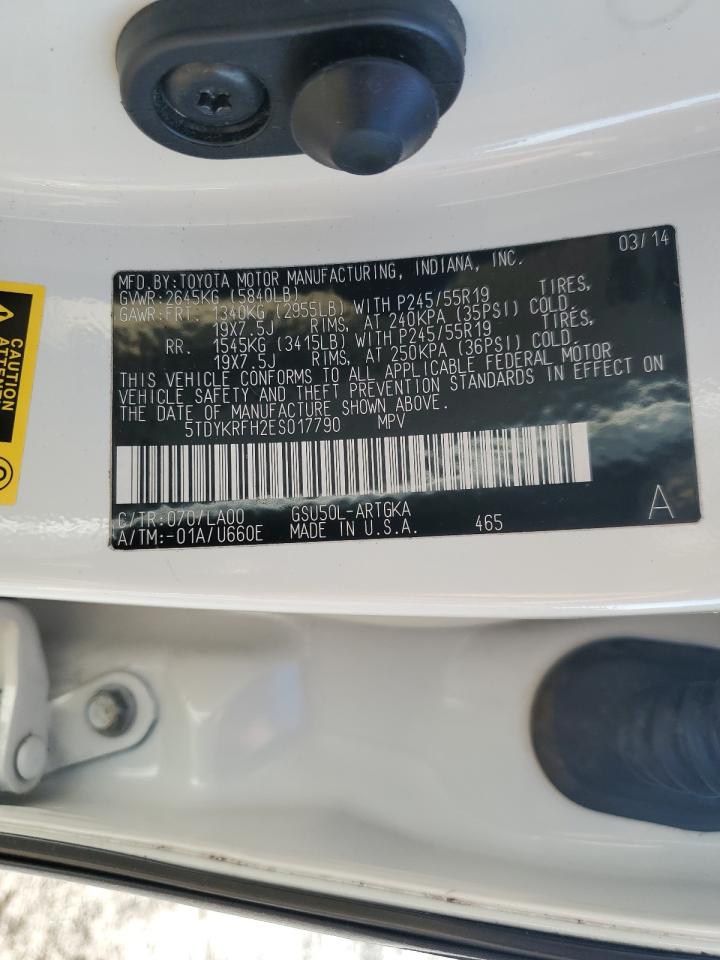 03/14
MFD.BY:TOYOTA MOTOR MANUFACTURING, INDIANA, INC.
GVWR:2645KG (5840LB)
GAWR:FRT. 1340KG (2955LB) WITH P245/55R19 TIRES,
19X7.5J RIMS, AT 240KPA (35PSI) COLD.
RR. 1545KG (3415LB) WITH P245/55R19 TIRES,
19X7.5J RIMS, AT 250KPA (36PSI) COLD.
THIS VEHICLE CONFORMS TO ALL APPLICABLE FEDERAL MOTOR
VEHICLE SAFETY AND THEFT PREVENTION STANDARDS IN EFFECT ON
THE DATE OF MANUFACTURE SHOWN ABOVE.
5TDYKRFH2ES017790 MPV
C/TR:070/LA00 GSU50L-ARTGKA
A/TM:-01A/U660E MADE IN U.S.A. 465
A
CAUTION